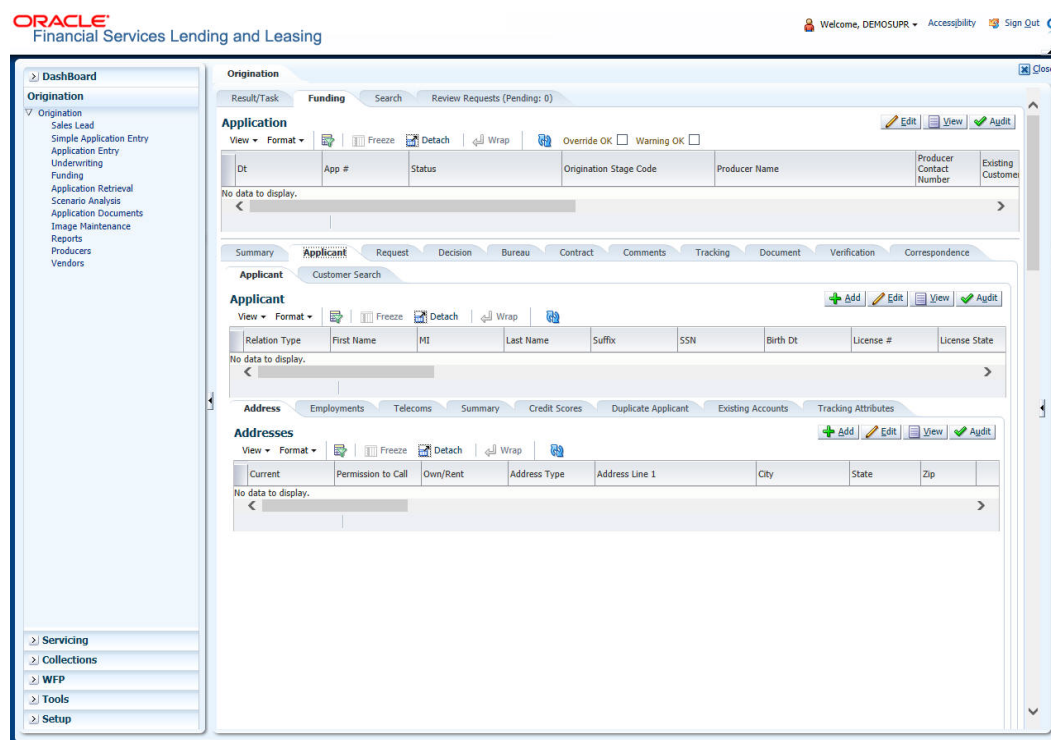 ORACLE
Financial Services Lending and Leasing
Welcome, DEMOSUPR Accessibility Sign Out
DashBoard
Origination
Origination
Sales Lead
Simple Application Entry
Application Entry
Underwriting
Funding
Application Retrieval
Scenario Analysis
Application Documents
Image Maintenance
Reports
Producers
Vendors
Servicing
Collections
WFP
Tools
Setup
Origination
Close
Result/Task Funding Search Review Requests (Pending: 0)
Application
Edit View Audit
View Format Freeze Detach Wrap Override OK Warning OK
Dt App # Status Origination Stage Code Producer Name Producer Contact Number Existing Customer
No data to display.
Summary Applicant Request Decision Bureau Contract Comments Tracking Document Verification Correspondence
Applicant Customer Search
Applicant
Add Edit View Audit
View Format Freeze Detach Wrap
Relation Type First Name MI Last Name Suffix SSN Birth Dt License # License State
No data to display.
Address Employments Telecoms Summary Credit Scores Duplicate Applicant Existing Accounts Tracking Attributes
Addresses
Add Edit View Audit
View Format Freeze Detach Wrap
Current Permission to Call Own/Rent Address Type Address Line 1 City State Zip
No data to display.